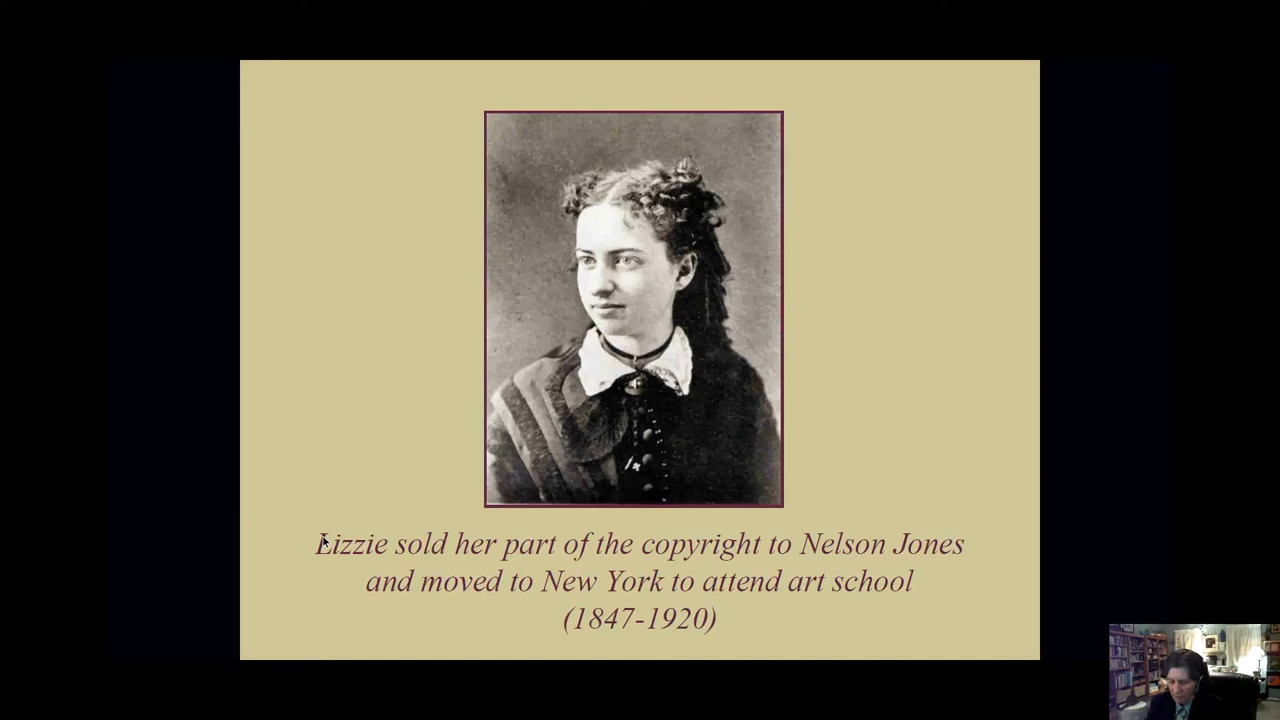 Lizzie sold her part of the copyright to Nelson Jones
and moved to New York to attend art school
(1847-1920)